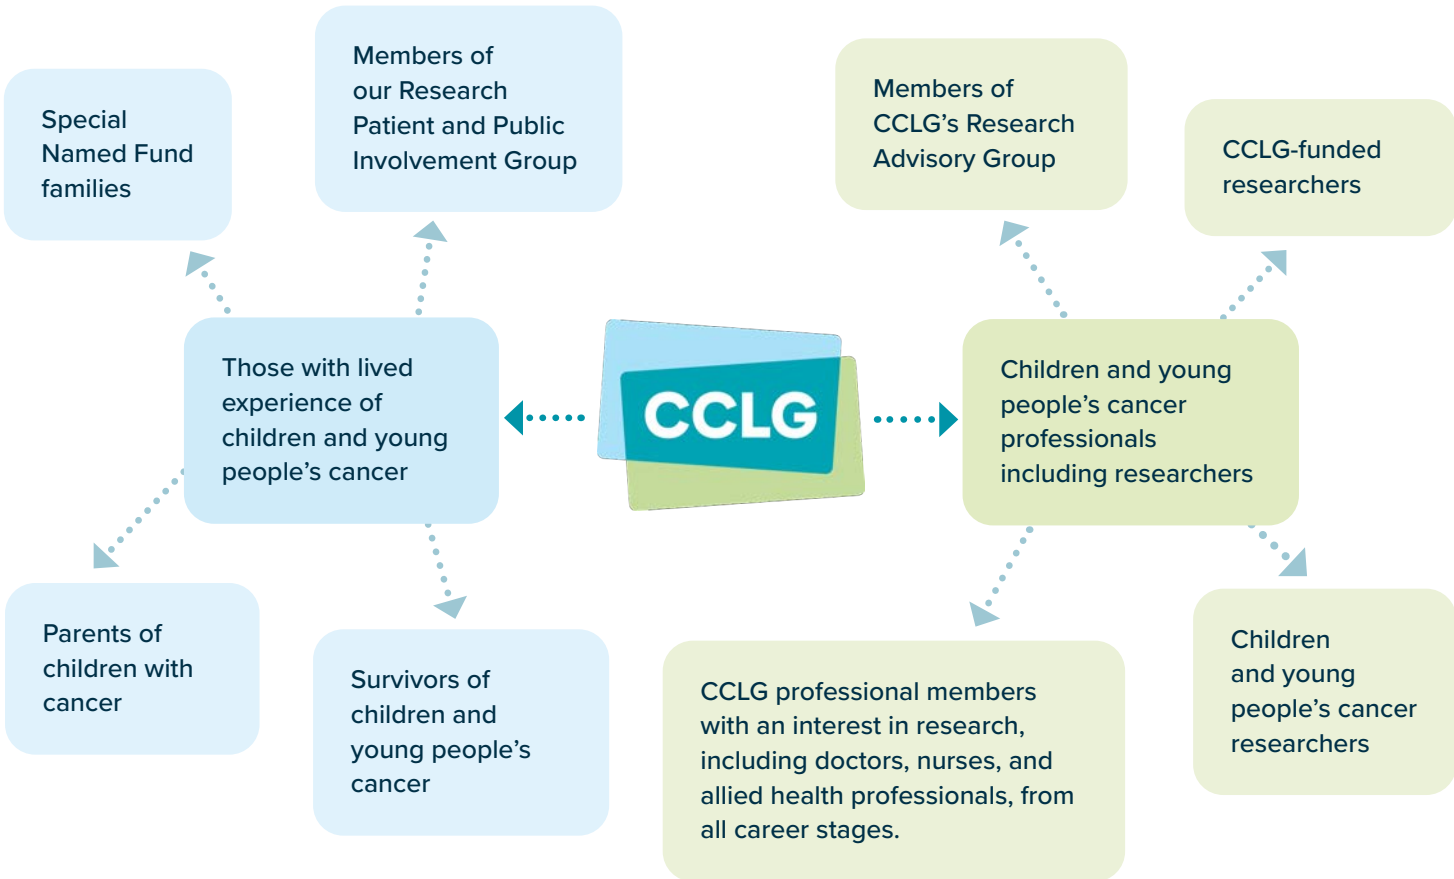 Special
Named Fund
families
Members of
our Research
Patient and Public
Involvement Group
Members of
CCLG’s Research
Advisory Group
CCLG-funded
researchers
Those with lived
experience of
children and young
people’s cancer
CCLG
Children and young
people’s cancer
professionals
including researchers
Parents of
children with
cancer
Survivors of
children and
young people’s
cancer
CCLG professional members
with an interest in research,
including doctors, nurses, and
allied health professionals, from
all career stages.
Children
and young
people’s cancer
researchers